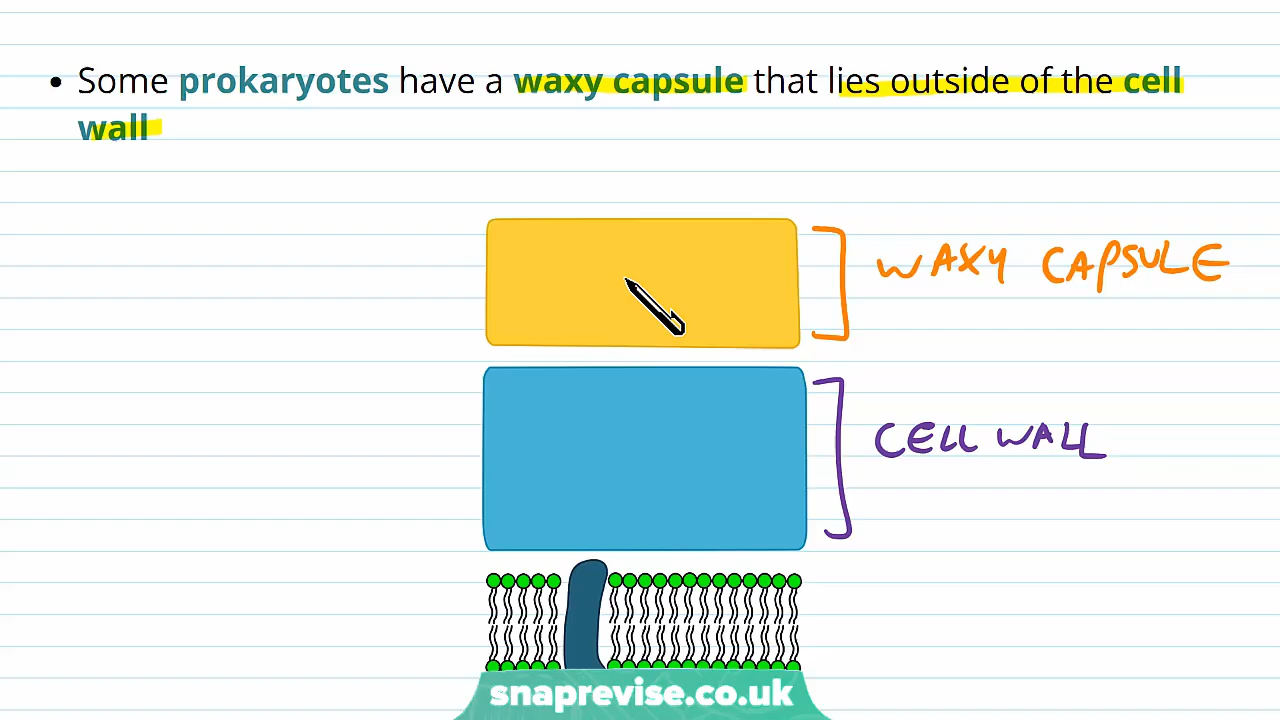 • Some prokaryotes have a waxy capsule that lies outside of the cell
wall
WAXY CAPSULE
CELL WALL
snaprevise.co.uk